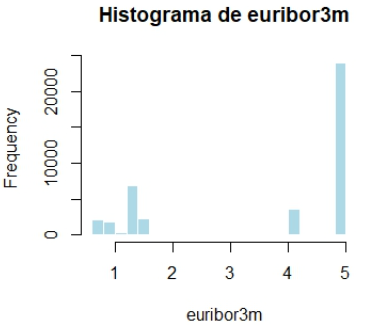 Histograma de euribor3m
Frequency
20000
10000
0
1 2 3 4 5
euribor3m